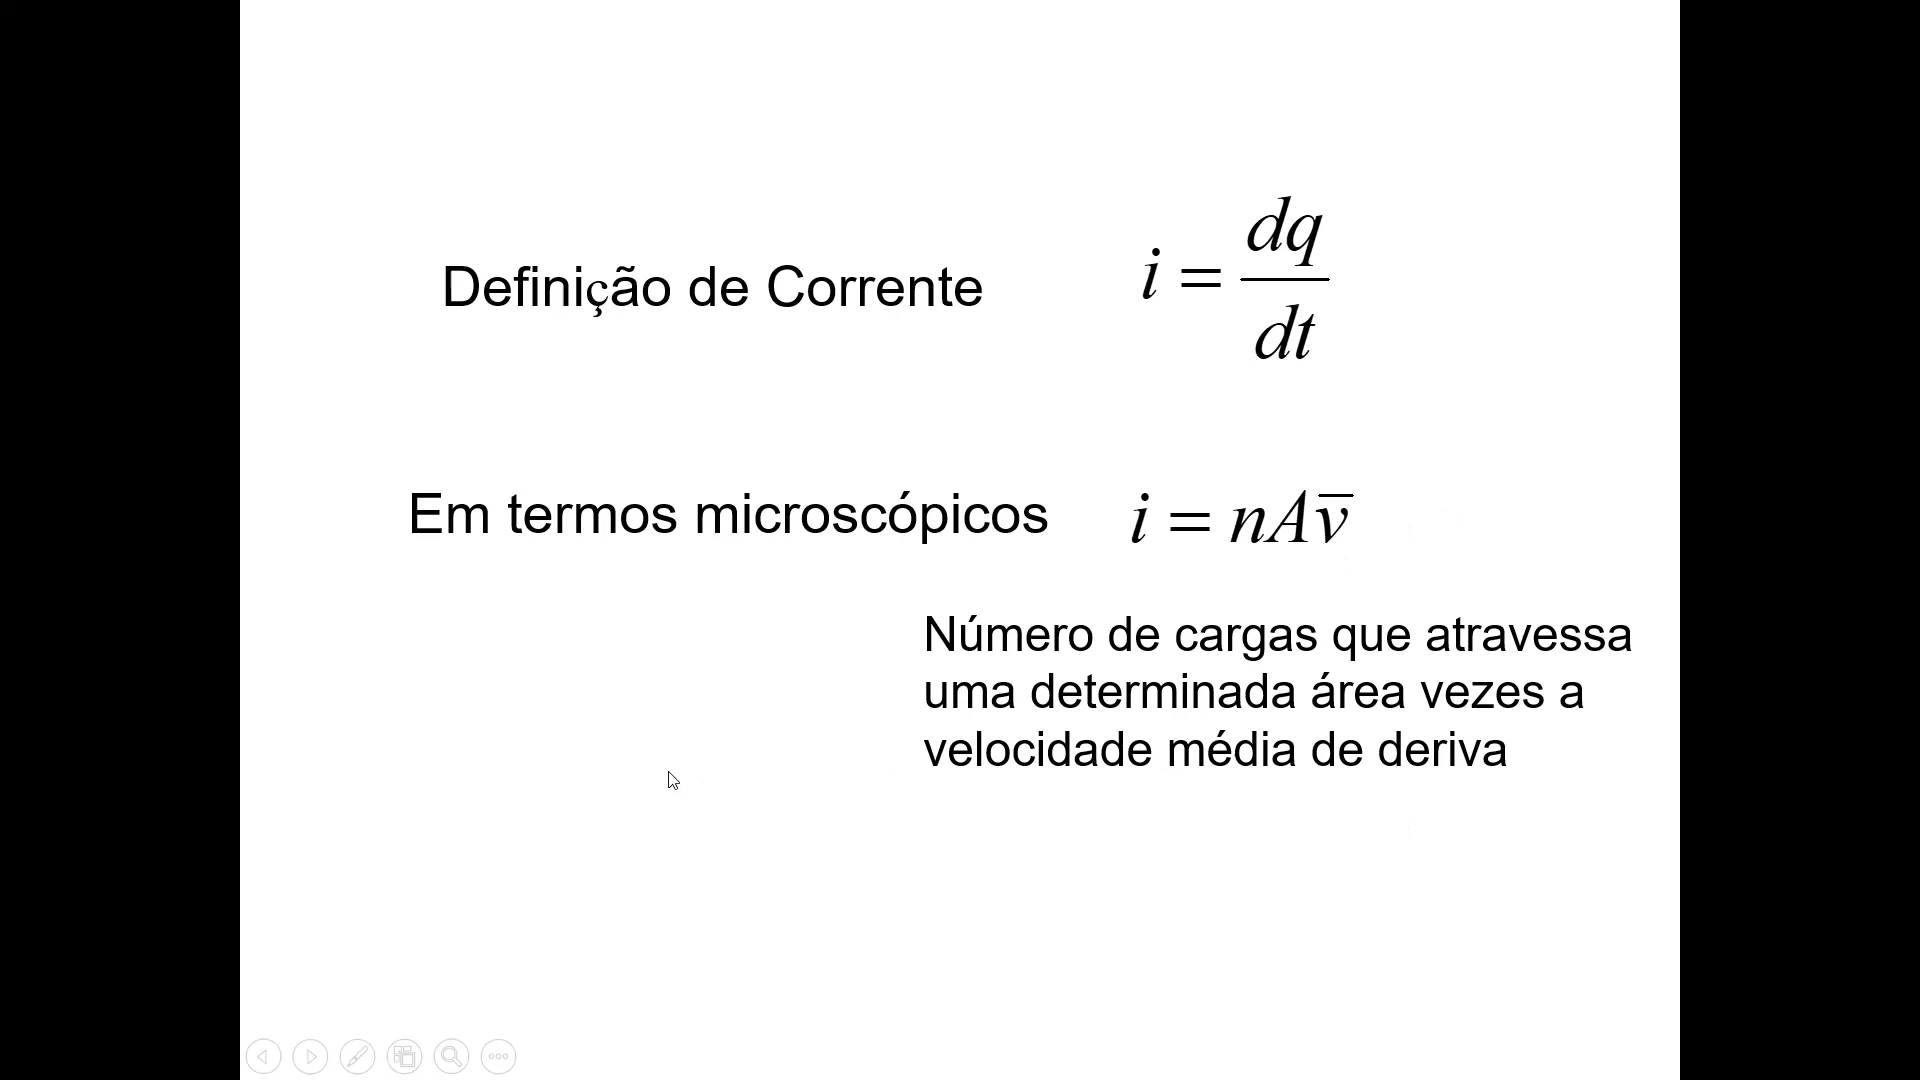 Definição de Corrente
i = dq/dt
Em termos microscópicos
i = nAv̅
Número de cargas que atravessa
uma determinada área vezes a
velocidade média de deriva